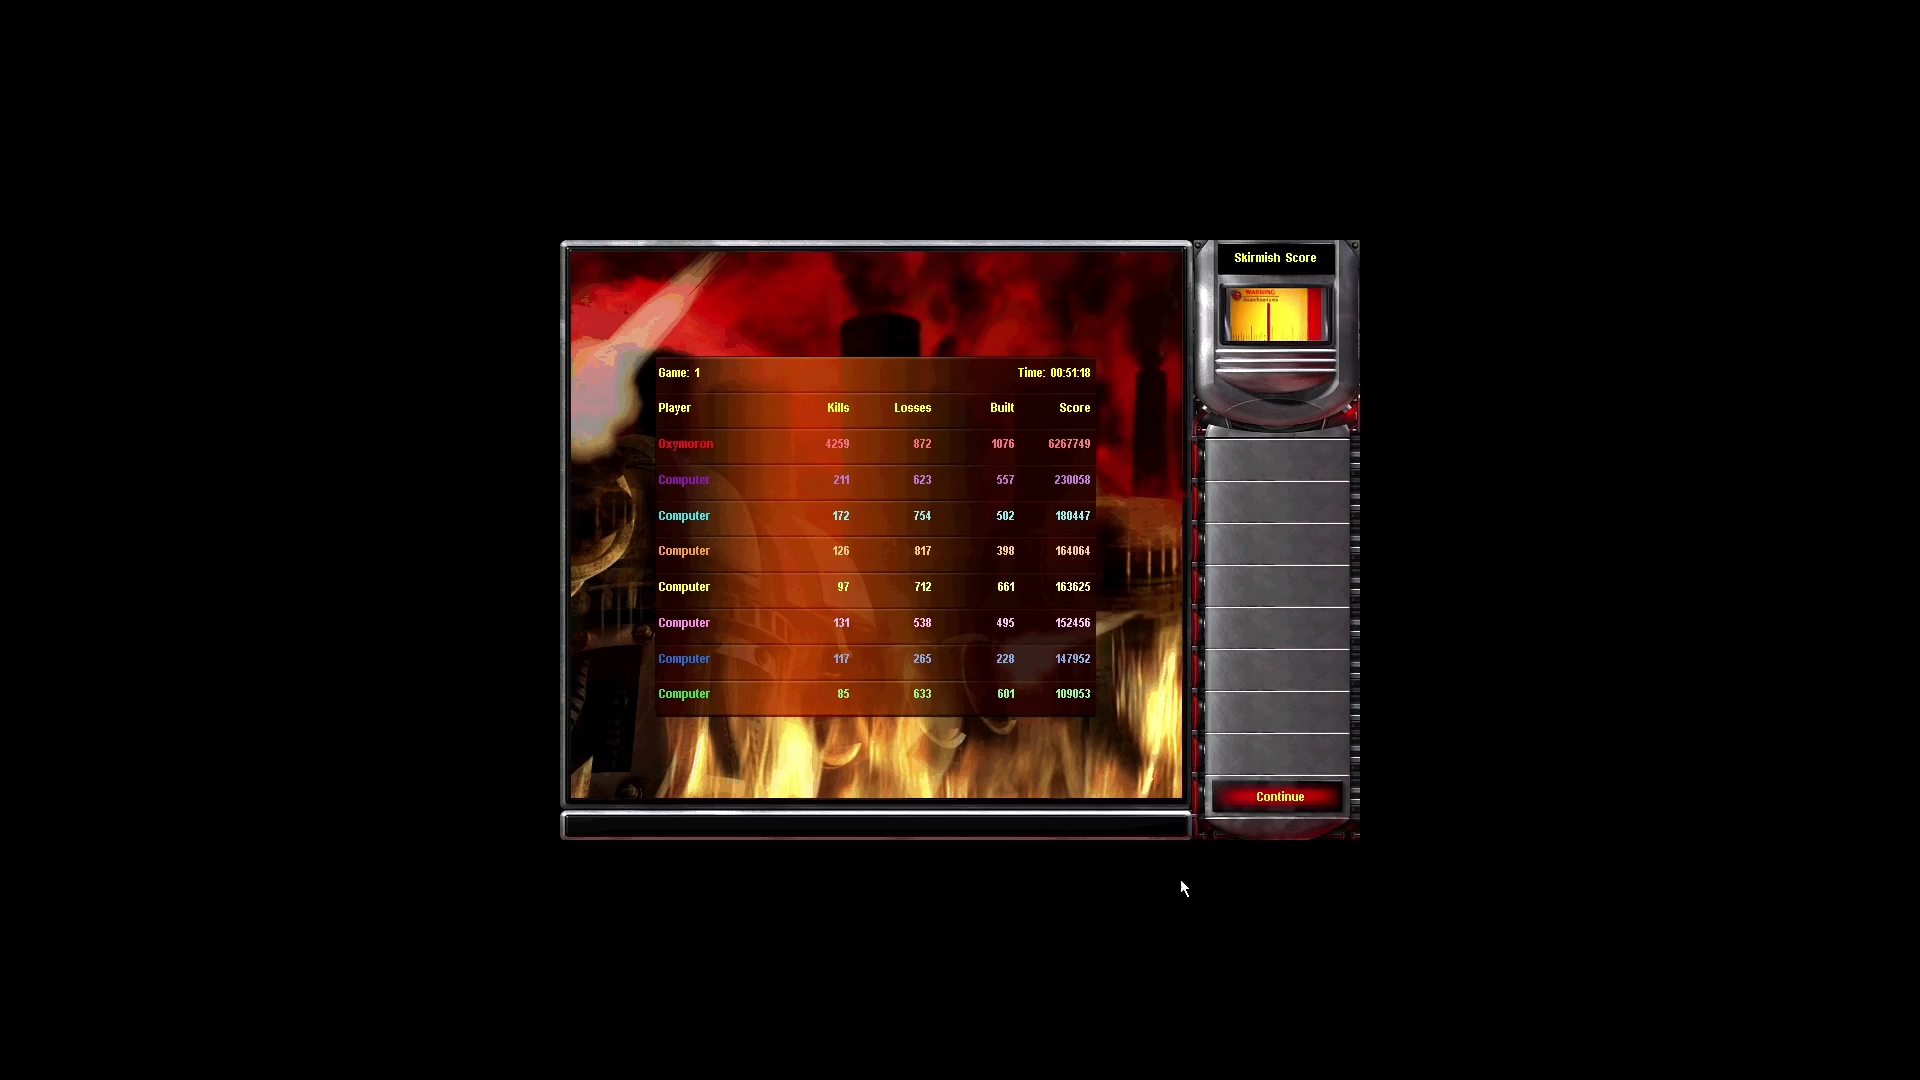 Skirmish Score
WARNING
Game: 1 Time: 00:51:18
Player Kills Losses Built Score
Oxymoron 4259 872 1076 6267749
Computer 211 623 557 230058
Computer 172 754 502 180447
Computer 126 817 398 164064
Computer 97 712 661 163625
Computer 131 538 495 152456
Computer 117 265 228 147952
Computer 85 633 601 109053
Continue